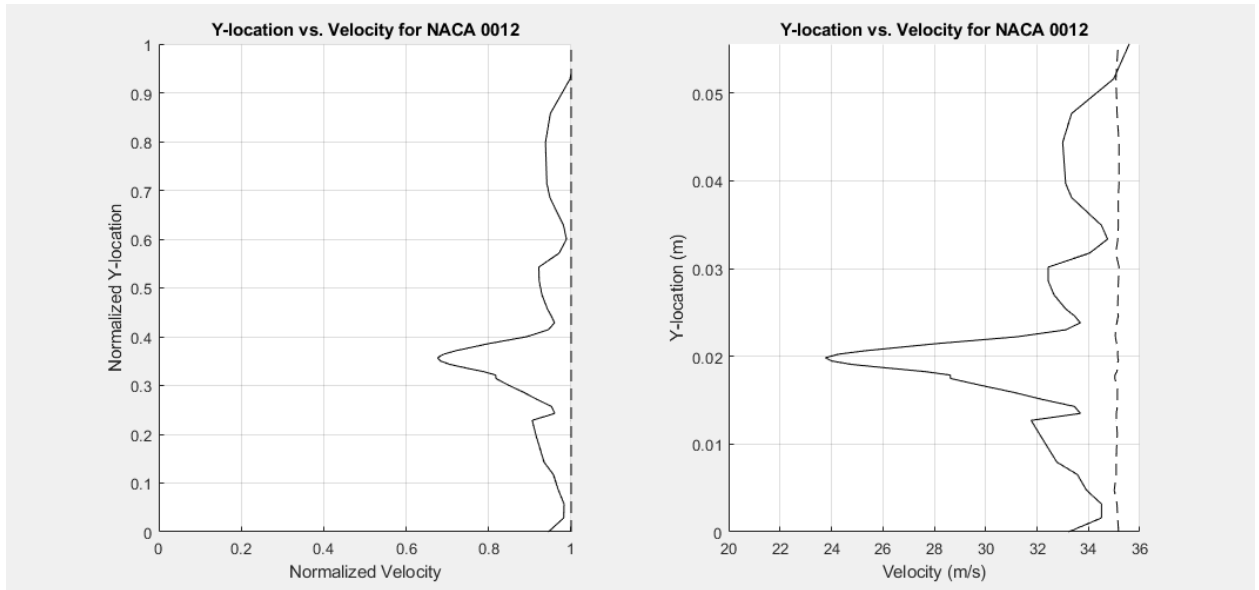 Y-location vs. Velocity for NACA 0012
1
0.9
0.8
0.7
0.6
0.5
0.4
0.3
0.2
0.1
0
Normalized Y-location
0 0.2 0.4 0.6 0.8 1
Normalized Velocity
Y-location vs. Velocity for NACA 0012
0.05
0.04
0.03
0.02
0.01
0
Y-location (m)
20 22 24 26 28 30 32 34 36
Velocity (m/s)